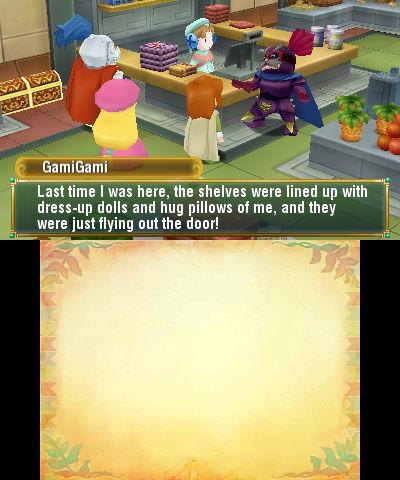 GamiGami
Last time I was here, the shelves were lined up with
dress-up dolls and hug pillows of me, and they
were just flying out the door!